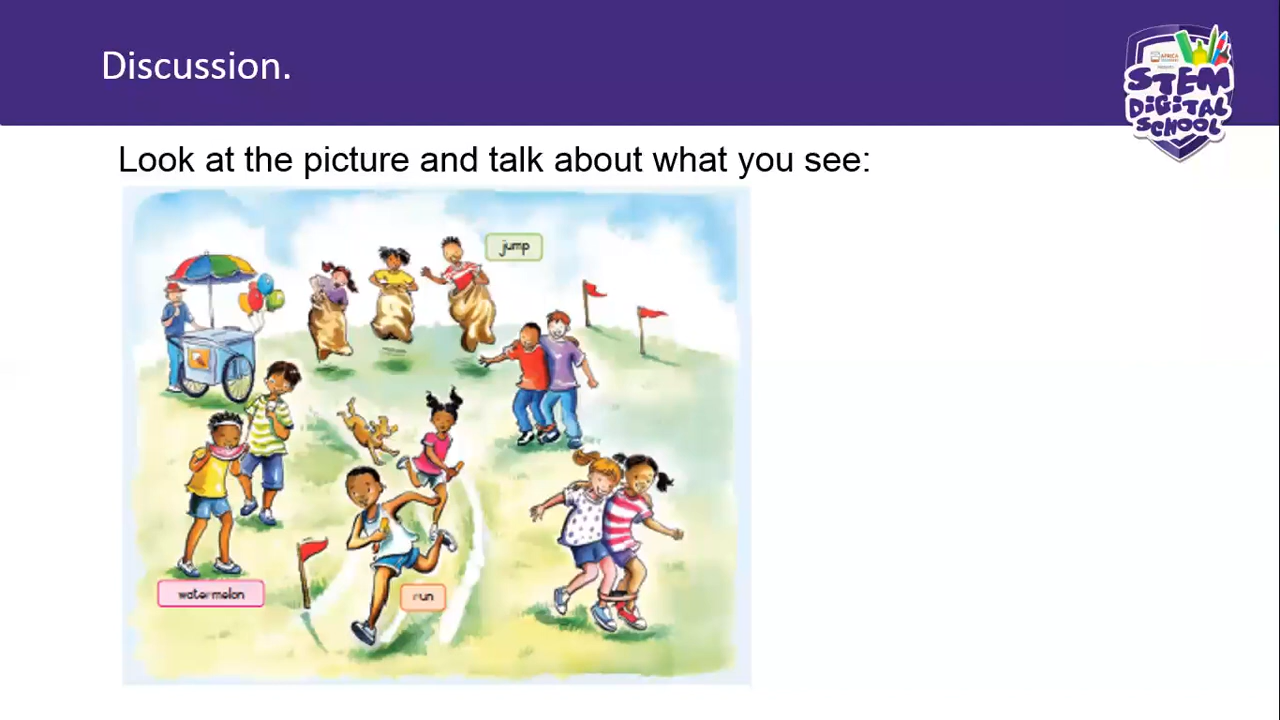 Discussion.
STEM
DIGITAL
SCHOOL
Look at the picture and talk about what you see:
jump
watermelon
run